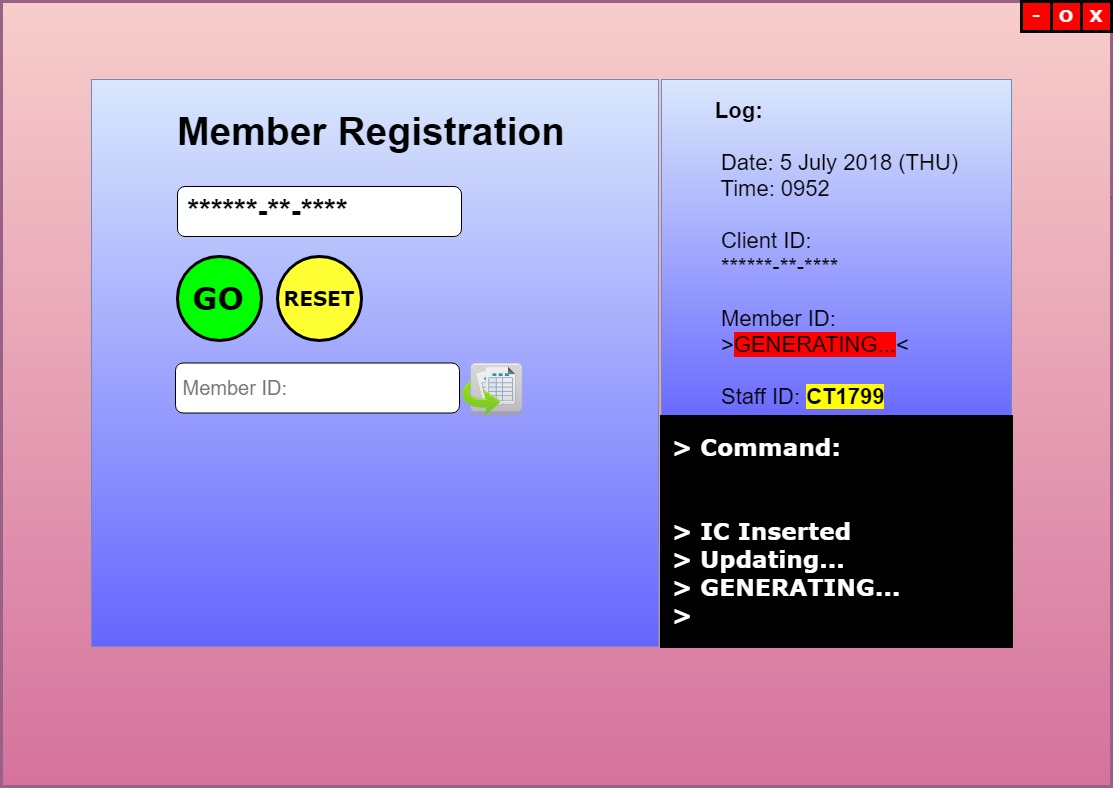 - O X
Member Registration
******-**-****
GO RESET
Member ID:
Log:
Date: 5 July 2018 (THU)
Time: 0952
Client ID:
******-**-****
Member ID:
>GENERATING...<
Staff ID: CT1799
> Command:
> IC Inserted
> Updating...
> GENERATING...
>